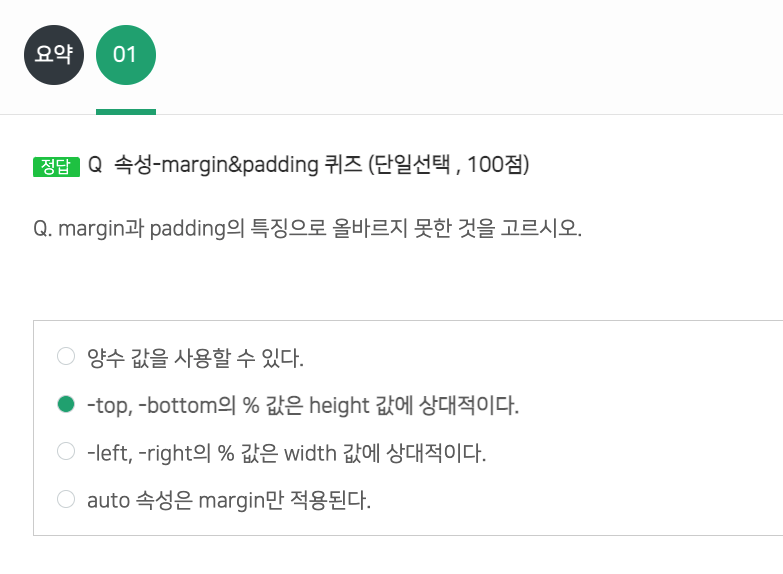 요약 01
정답 Q 속성-margin&padding 퀴즈 (단일선택 , 100점)
Q. margin과 padding의 특징으로 올바르지 못한 것을 고르시오.
양수 값을 사용할 수 있다.
-top, -bottom의 % 값은 height 값에 상대적이다.
-left, -right의 % 값은 width 값에 상대적이다.
auto 속성은 margin만 적용된다.